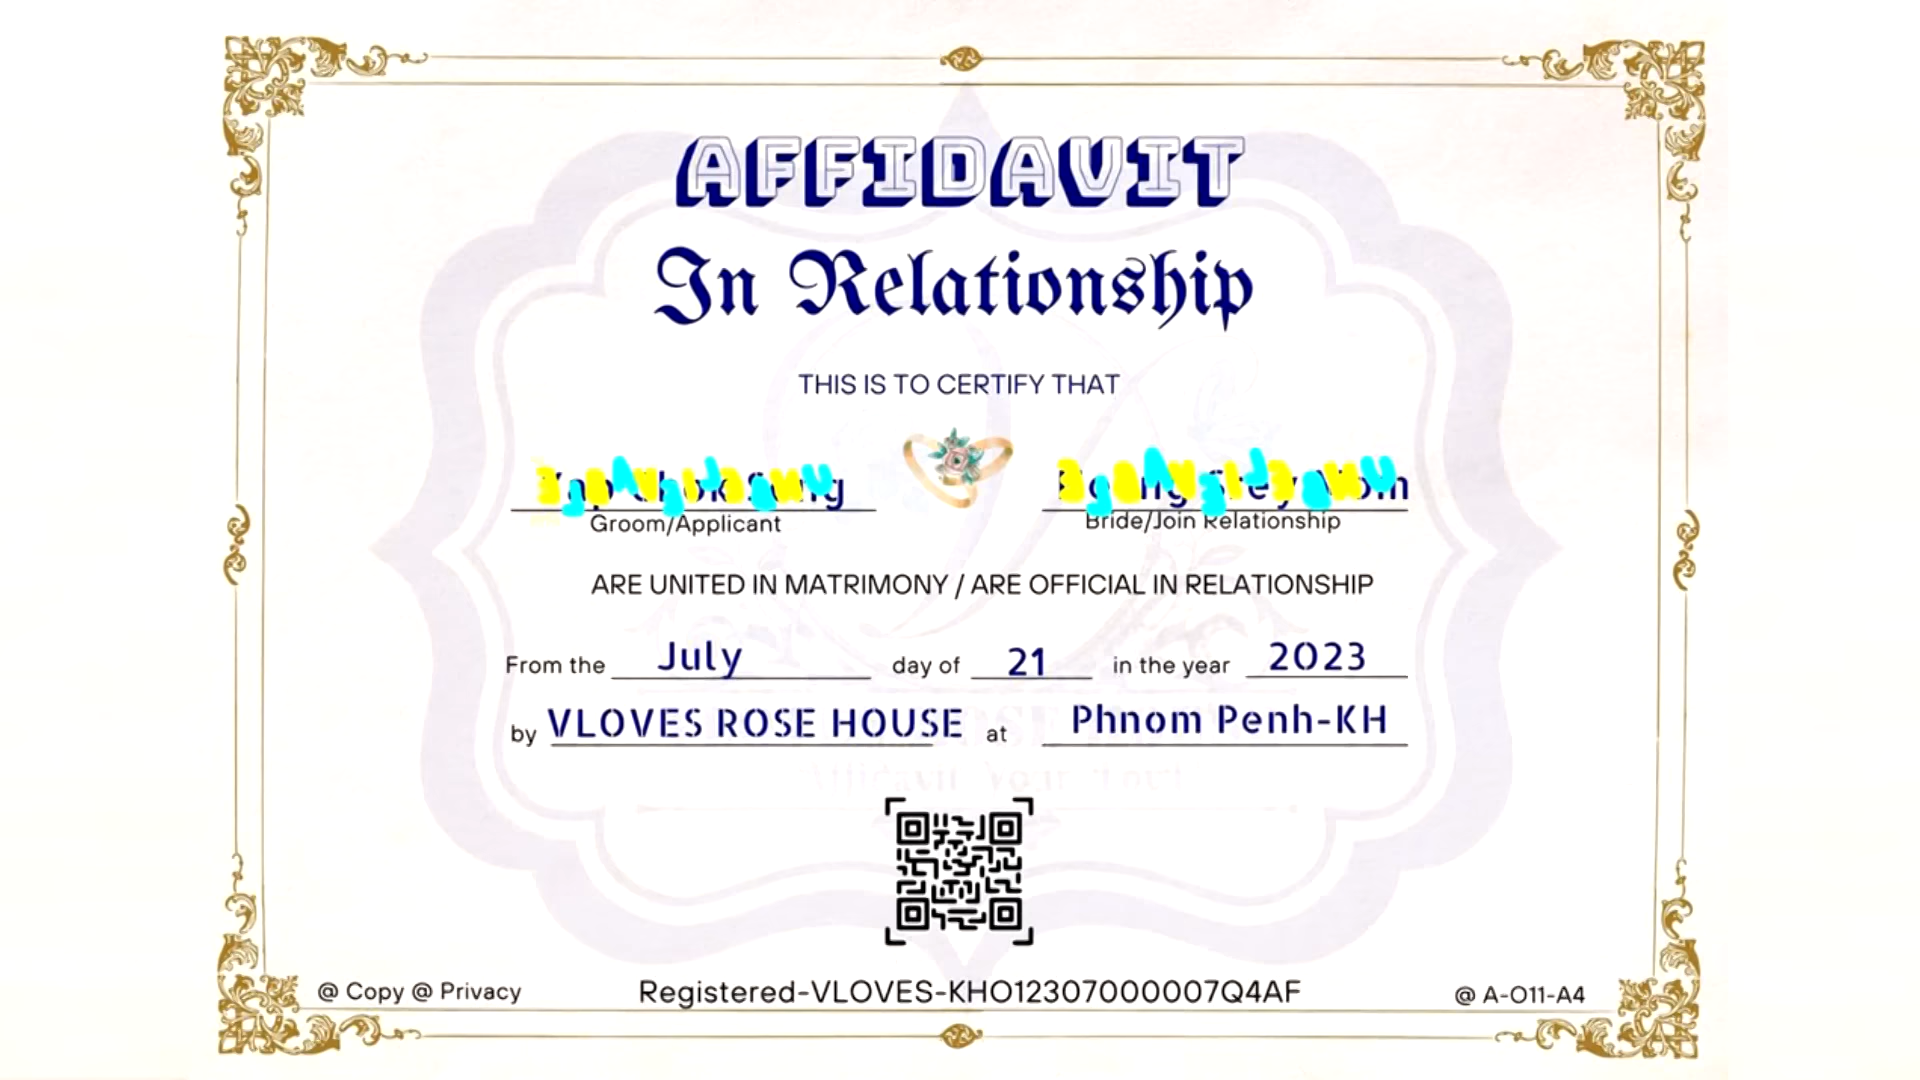 AFFIDAVIT
In Relationship
THIS IS TO CERTIFY THAT
Groom/Applicant Bride/Join Relationship
ARE UNITED IN MATRIMONY / ARE OFFICIAL IN RELATIONSHIP
From the July day of 21 in the year 2023
by VLOVES ROSE HOUSE at Phnom Penh-KH
@ Copy @ Privacy Registered-VLOVES-KHO12307000007Q4AF @ A-O11-A4